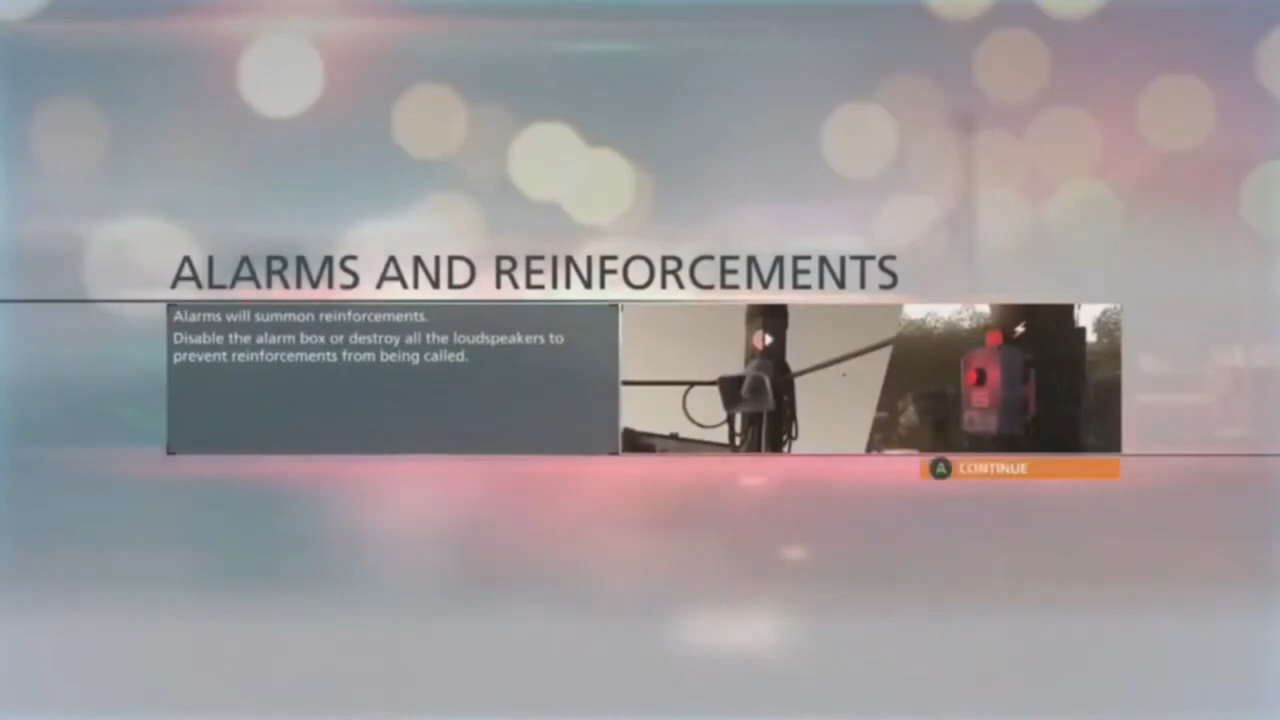 ALARMS AND REINFORCEMENTS
Alarms will summon reinforcements.
Disable the alarm box or destroy all the loudspeakers to
prevent reinforcements from being called.
A CONTINUE